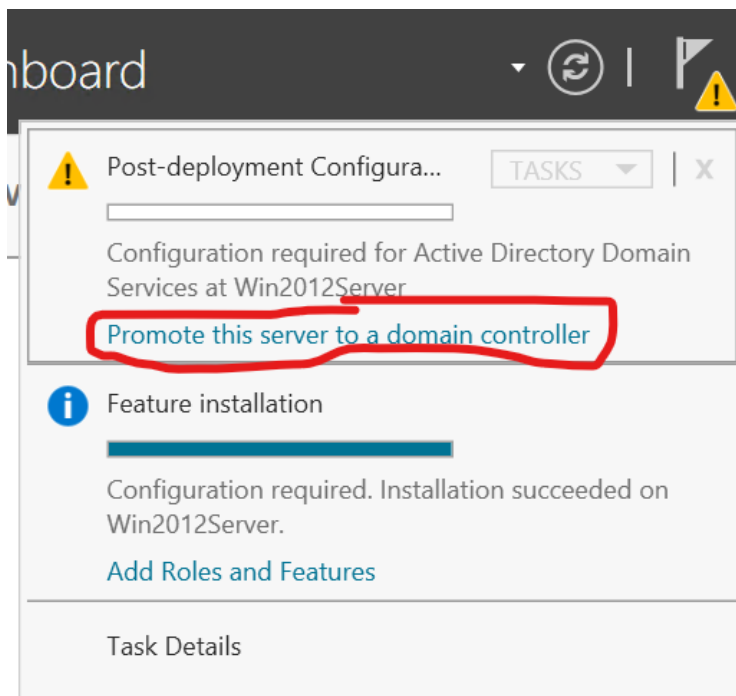 nboard
Post-deployment Configura...
TASKS
X
Configuration required for Active Directory Domain
Services at Win2012Server
Promote this server to a domain controller
Feature installation
Configuration required. Installation succeeded on
Win2012Server.
Add Roles and Features
Task Details